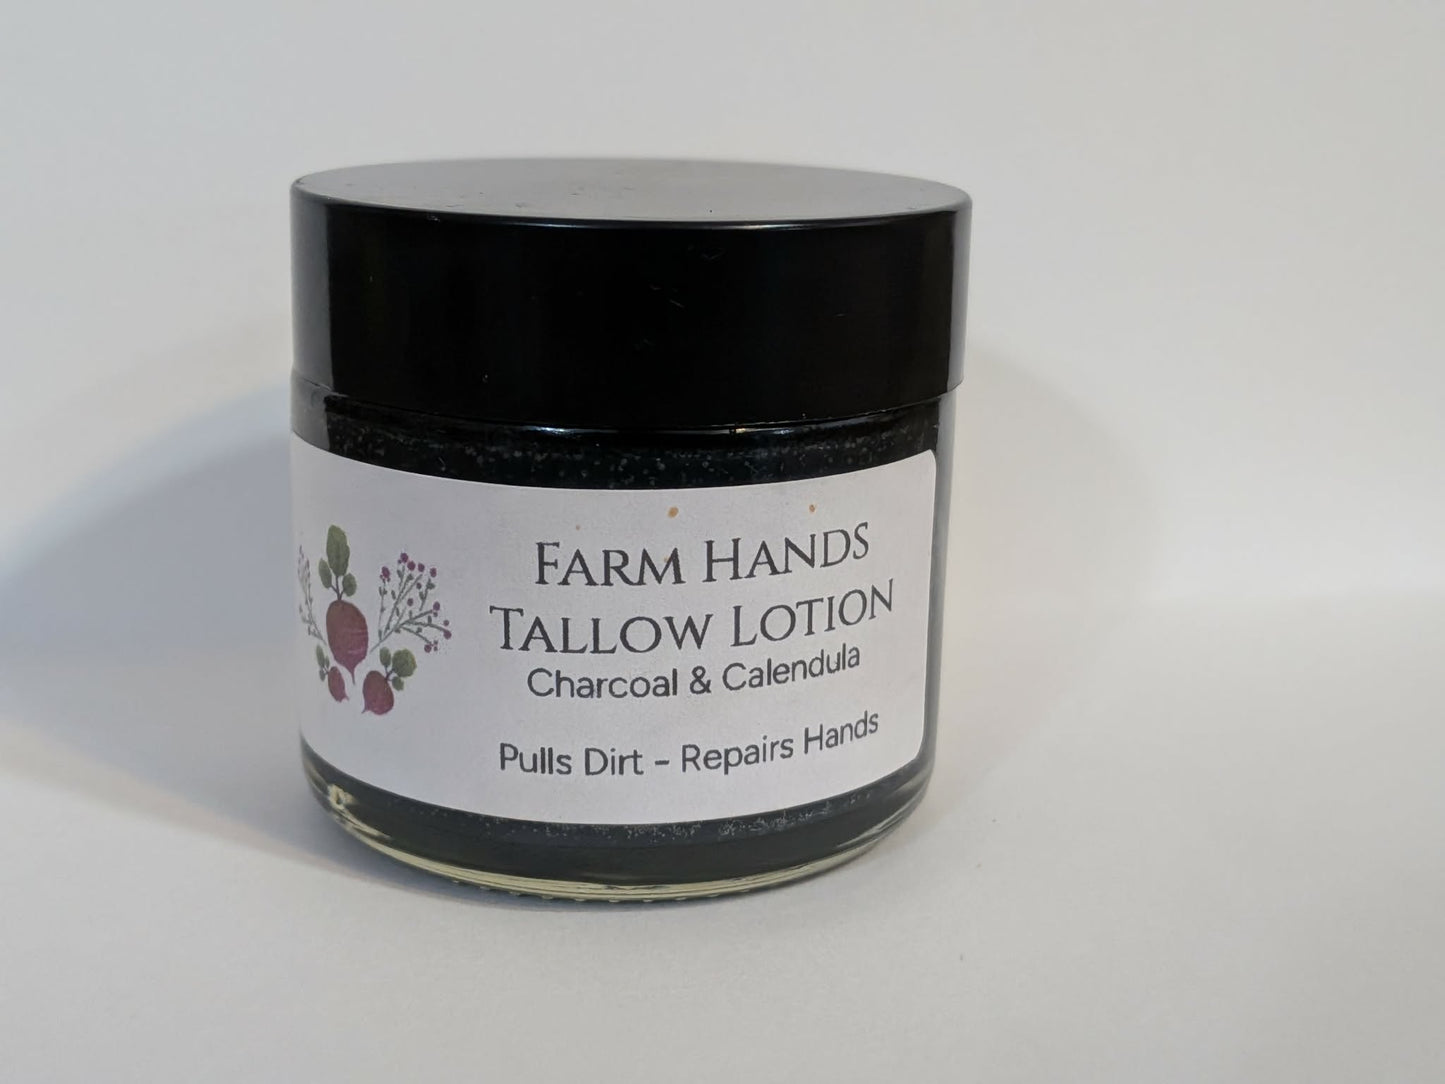 Farm Hands
Tallow Lotion
Charcoal & Calendula
Pulls Dirt - Repairs Hands